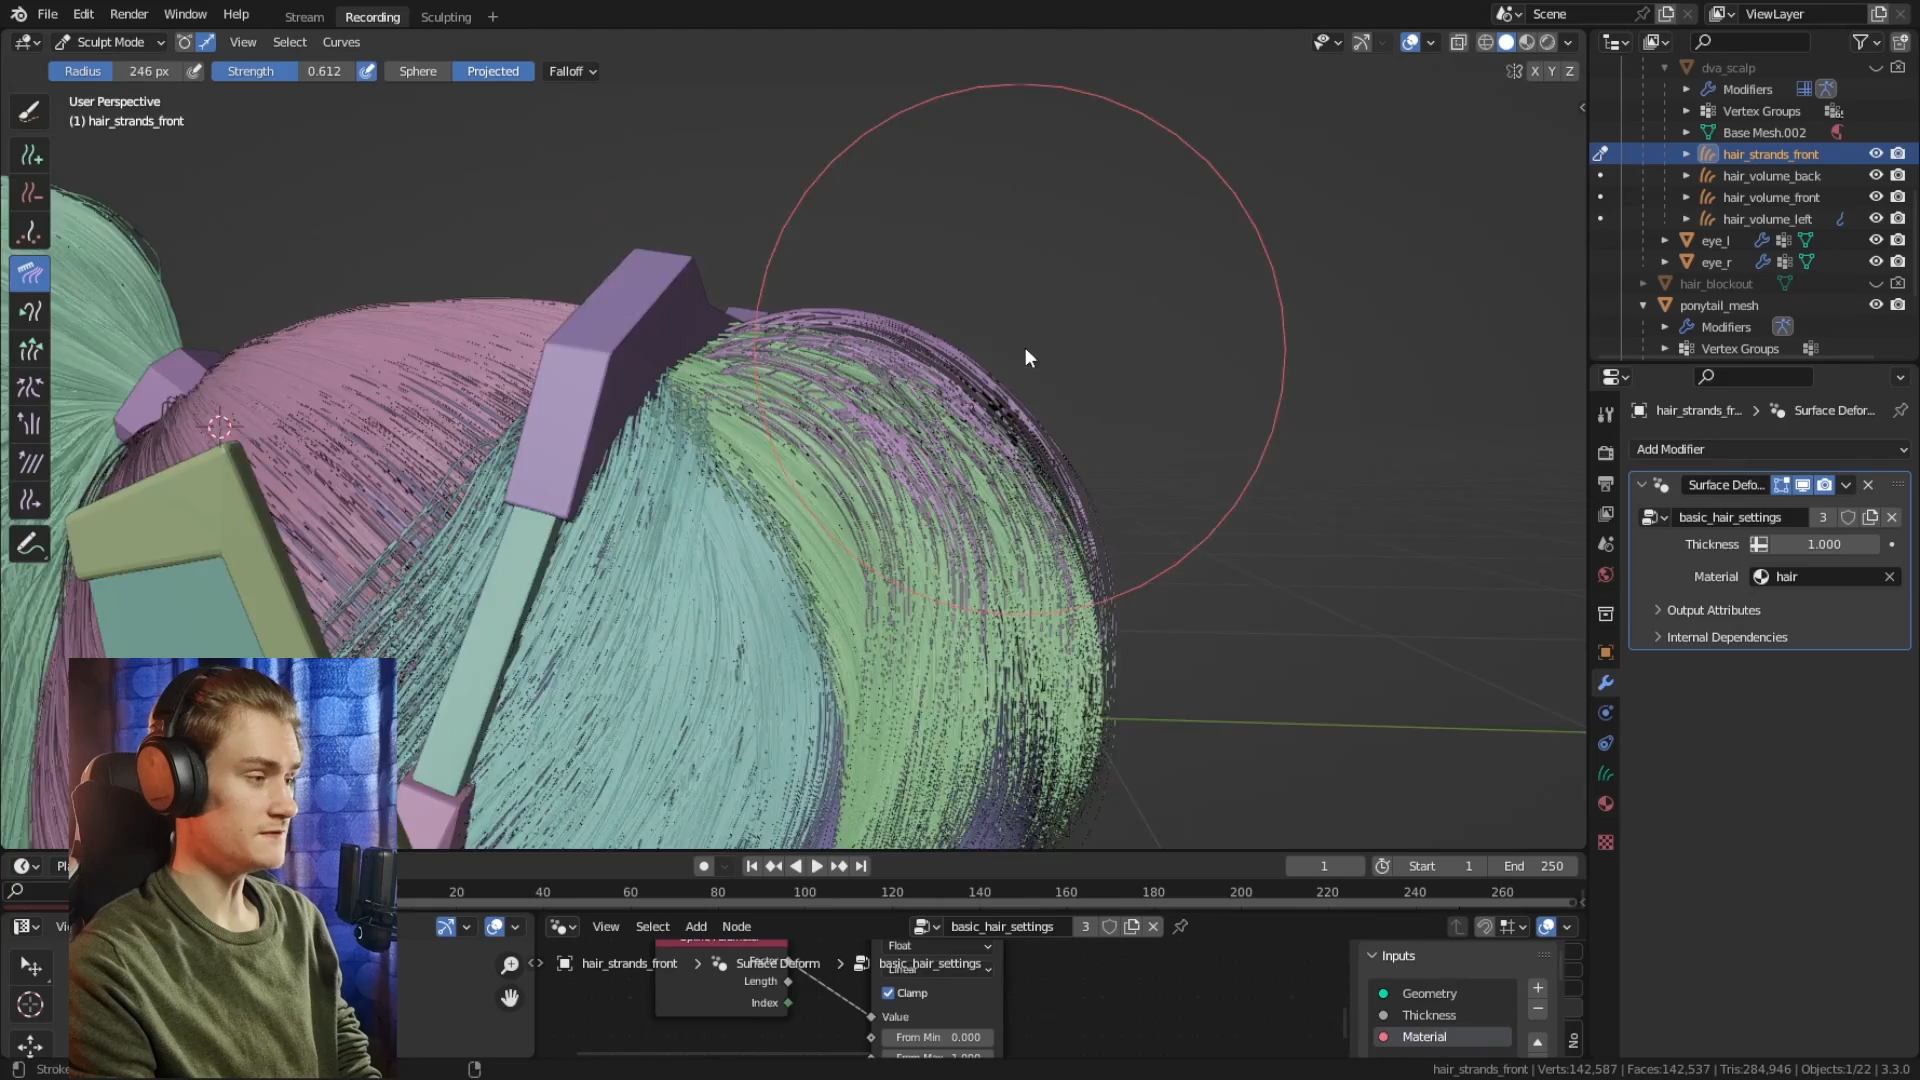 File Edit Render Window Help Stream Recording Sculpting Scene ViewLayer
Sculpt Mode View Select Curves
Radius 246 px Strength 0.612 Sphere Projected Falloff X Y Z
User Perspective
(1) hair_strands_front
dva_scalp
Modifiers
Vertex Groups
Base Mesh.002
hair_strands_front
hair_volume_back
hair_volume_front
hair_volume_left
eye_l
eye_r
hair_blockout
ponytail_mesh
Modifiers
Vertex Groups
hair_strands_fr... Surface Defor...
Add Modifier
Surface Defo...
basic_hair_settings 3
Thickness 1.000
Material hair
Output Attributes
Internal Dependencies
1 Start 1 End 250
20 40 60 80 100 120 140 160 180 200 220 240 260
View Select Add Node basic_hair_settings 3
Float
hair_strands_front Surface Deform basic_hair_settings
Linear
Factor
Length
Index
Clamp
Value
From Min 0.000
Inputs
Geometry
Thickness
Material
No
Stroke
hair_strands_front | Verts:142,587 | Faces:142,537 | Tris:284,946 | Objects:1/22 | 3.3.0